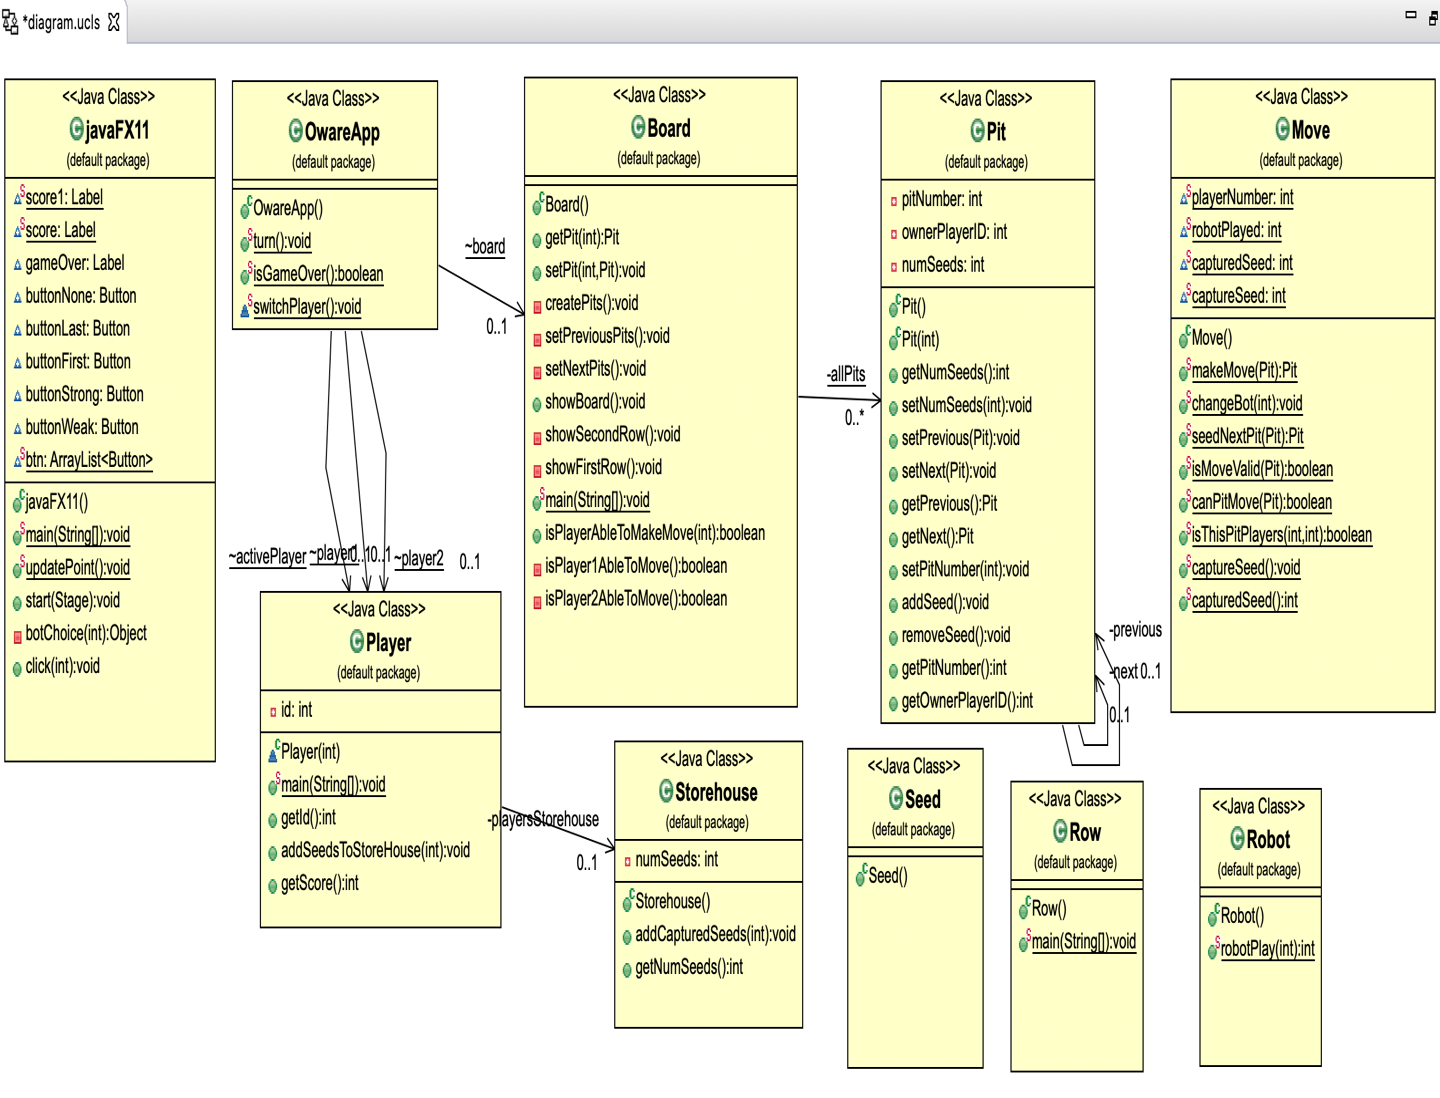 *diagram.ucls
<<Java Class>>
javaFX11
(default package)
score1: Label
score: Label
gameOver: Label
buttonNone: Button
buttonLast: Button
buttonFirst: Button
buttonStrong: Button
buttonWeak: Button
btn: ArrayList<Button>
javaFX11()
main(String[]):void
updatePoint():void
start(Stage):void
botChoice(int):Object
click(int):void
<<Java Class>>
OwareApp
(default package)
OwareApp()
turn():void
isGameOver():boolean
switchPlayer():void
~board
0..1
~activePlayer
~player1
0..1
0..1
~player2
0..1
<<Java Class>>
Board
(default package)
Board()
getPit(int):Pit
setPit(int,Pit):void
createPits():void
setPreviousPits():void
setNextPits():void
showBoard():void
showSecondRow():void
showFirstRow():void
main(String[]):void
isPlayerAbleToMakeMove(int):boolean
isPlayer1AbleToMove():boolean
isPlayer2AbleToMove():boolean
-allPits
0..*
<<Java Class>>
Pit
(default package)
pitNumber: int
ownerPlayerID: int
numSeeds: int
Pit()
Pit(int)
getNumSeeds():int
setNumSeeds(int):void
setPrevious(Pit):void
setNext(Pit):void
getPrevious():Pit
getNext():Pit
setPitNumber(int):void
addSeed():void
removeSeed():void
getPitNumber():int
getOwnerPlayerID():int
-previous
-next 0..1
0..1
<<Java Class>>
Move
(default package)
playerNumber: int
robotPlayed: int
capturedSeed: int
captureSeed: int
Move()
makeMove(Pit):Pit
changeBot(int):void
seedNextPit(Pit):Pit
isMoveValid(Pit):boolean
canPitMove(Pit):boolean
isThisPitPlayers(int,int):boolean
captureSeed():void
capturedSeed():int
<<Java Class>>
Player
(default package)
id: int
Player(int)
main(String[]):void
getId():int
addSeedsToStoreHouse(int):void
getScore():int
-playersStorehouse
0..1
<<Java Class>>
Storehouse
(default package)
numSeeds: int
Storehouse()
addCapturedSeeds(int):void
getNumSeeds():int
<<Java Class>>
Seed
(default package)
Seed()
<<Java Class>>
Row
(default package)
Row()
main(String[]):void
<<Java Class>>
Robot
(default package)
Robot()
robotPlay(int):int